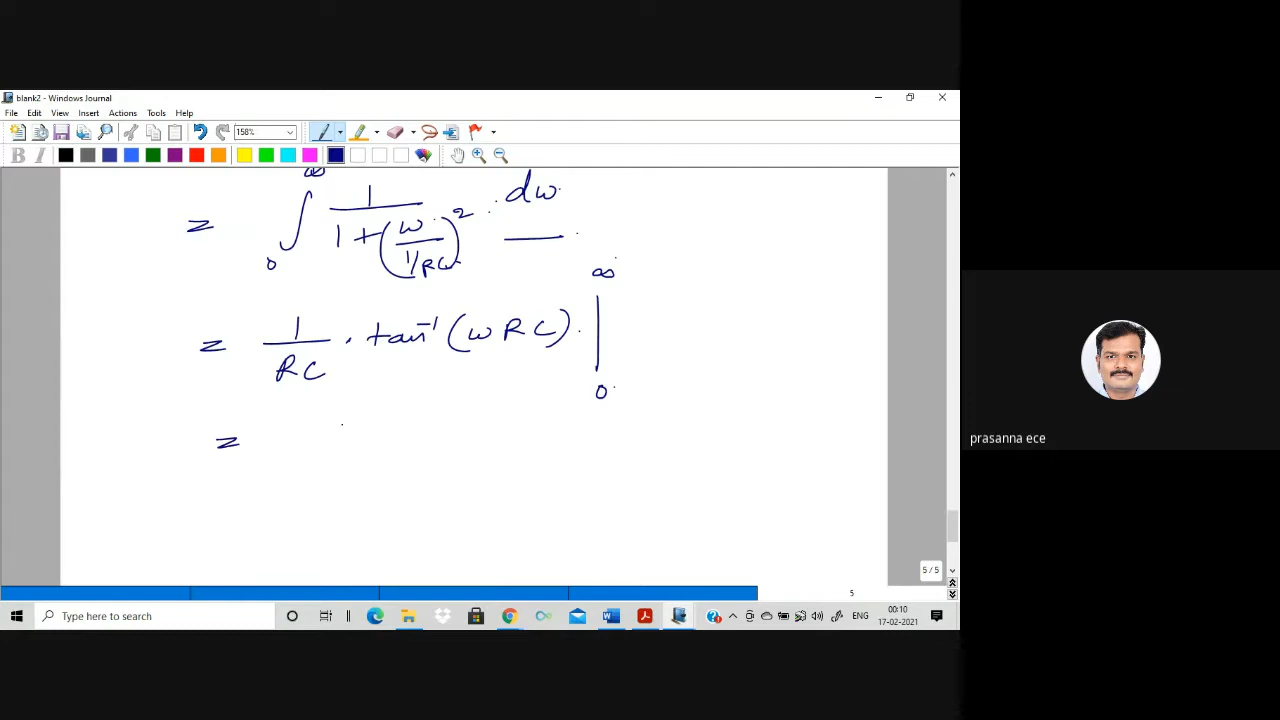 blank2 - Windows Journal
File Edit View Insert Actions Tools Help
158%
B I
= ∫₀^∞ 1 / (1 + (ω / (1/RC))²) · dω
= 1/RC · tan⁻¹(ωRC) · |₀^∞
=
prasanna ece
5 / 5
5
Type here to search
ENG
00:10
17-02-2021